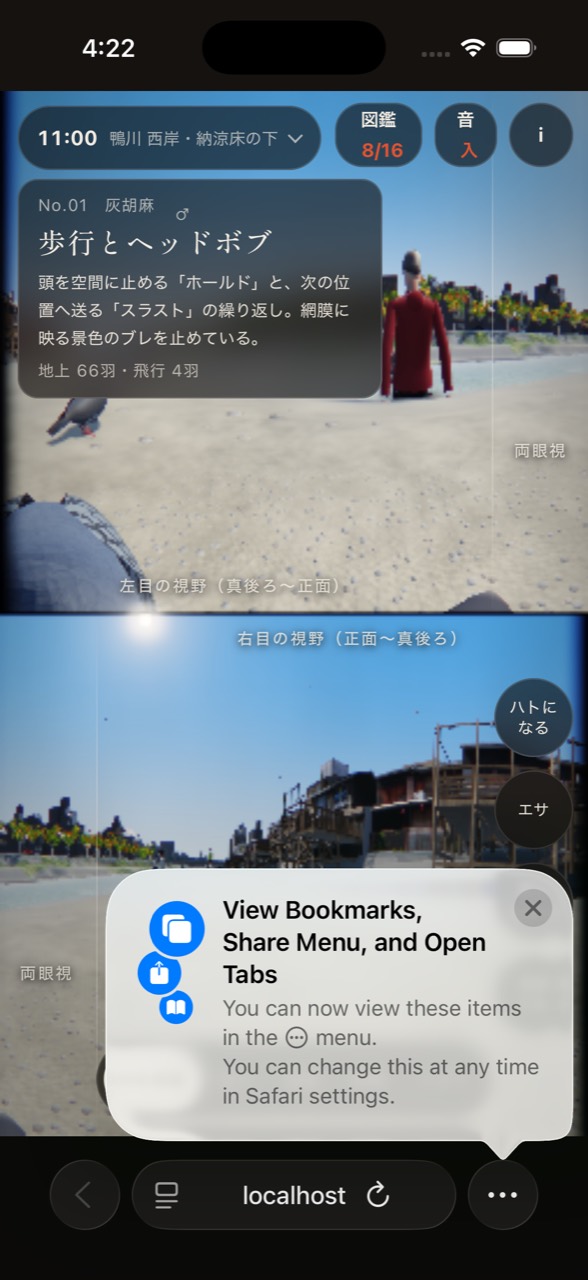 4:22
11:00 鴨川 西岸・納涼床の下
図鑑
8/16
音
入
i
No.01 灰胡麻 ♂
歩行とヘッドボブ
頭を空間に止める「ホールド」と、次の位
置へ送る「スラスト」の繰り返し。網膜に
映る景色のブレを止めている。
地上 66羽・飛行 4羽
両眼視
左目の視野（真後ろ〜正面）
右目の視野（正面〜真後ろ）
ハトに
なる
エサ
両眼視
View Bookmarks,
Share Menu, and Open
Tabs
You can now view these items
in the menu.
You can change this at any time
in Safari settings.
localhost